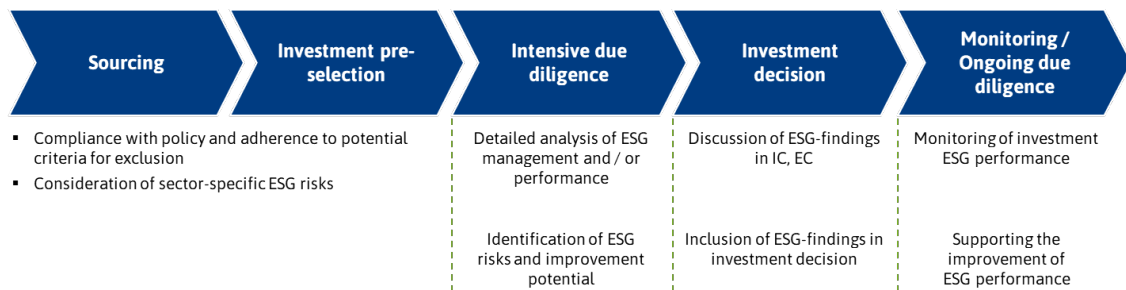 Sourcing
Investment pre-
selection
Intensive due
diligence
Investment
decision
Monitoring /
Ongoing due
diligence
▪ Compliance with policy and adherence to potential
criteria for exclusion
▪ Consideration of sector-specific ESG risks
Detailed analysis of ESG
management and / or
performance
Identification of ESG
risks and improvement
potential
Discussion of ESG-findings
in IC, EC
Inclusion of ESG-findings in
investment decision
Monitoring of investment
ESG performance
Supporting the
improvement of
ESG performance